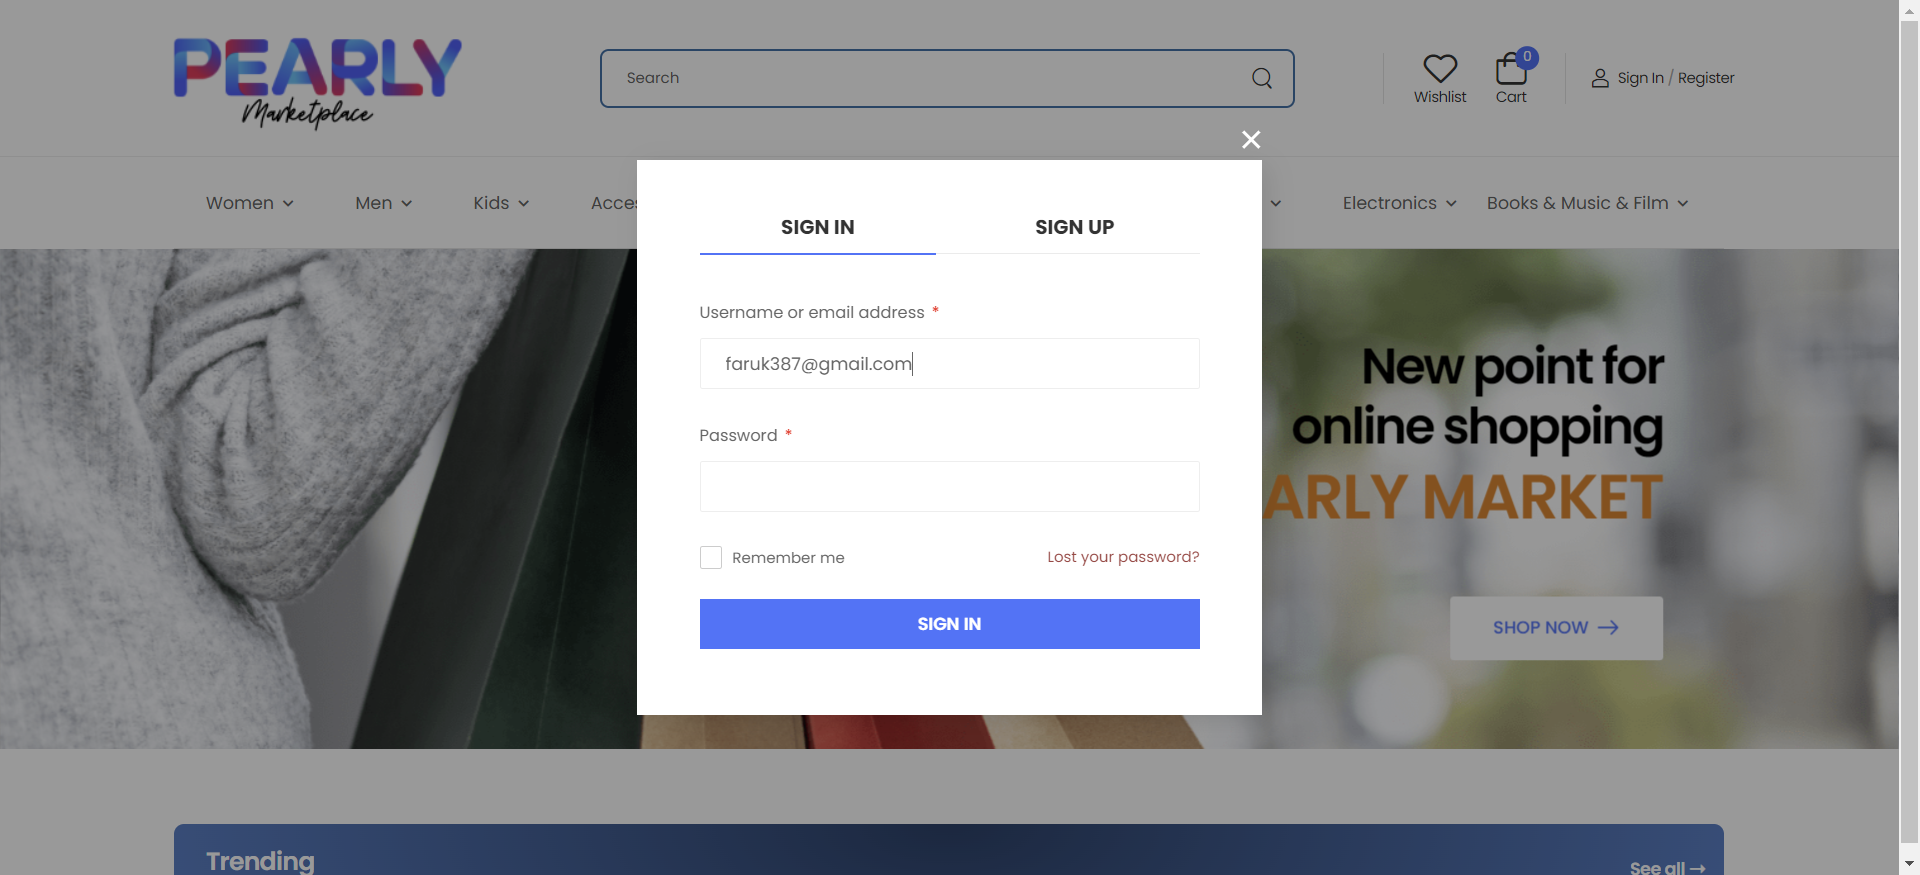 PEARLY
Marketplace
Search
Wishlist
0
Cart
Sign In / Register
Women
Men
Kids
Electronics
Books & Music & Film
SIGN IN
SIGN UP
Username or email address *
faruk387@gmail.com
Password *
Remember me
Lost your password?
SIGN IN
New point for
online shopping
ARLY MARKET
SHOP NOW
Trending
See all